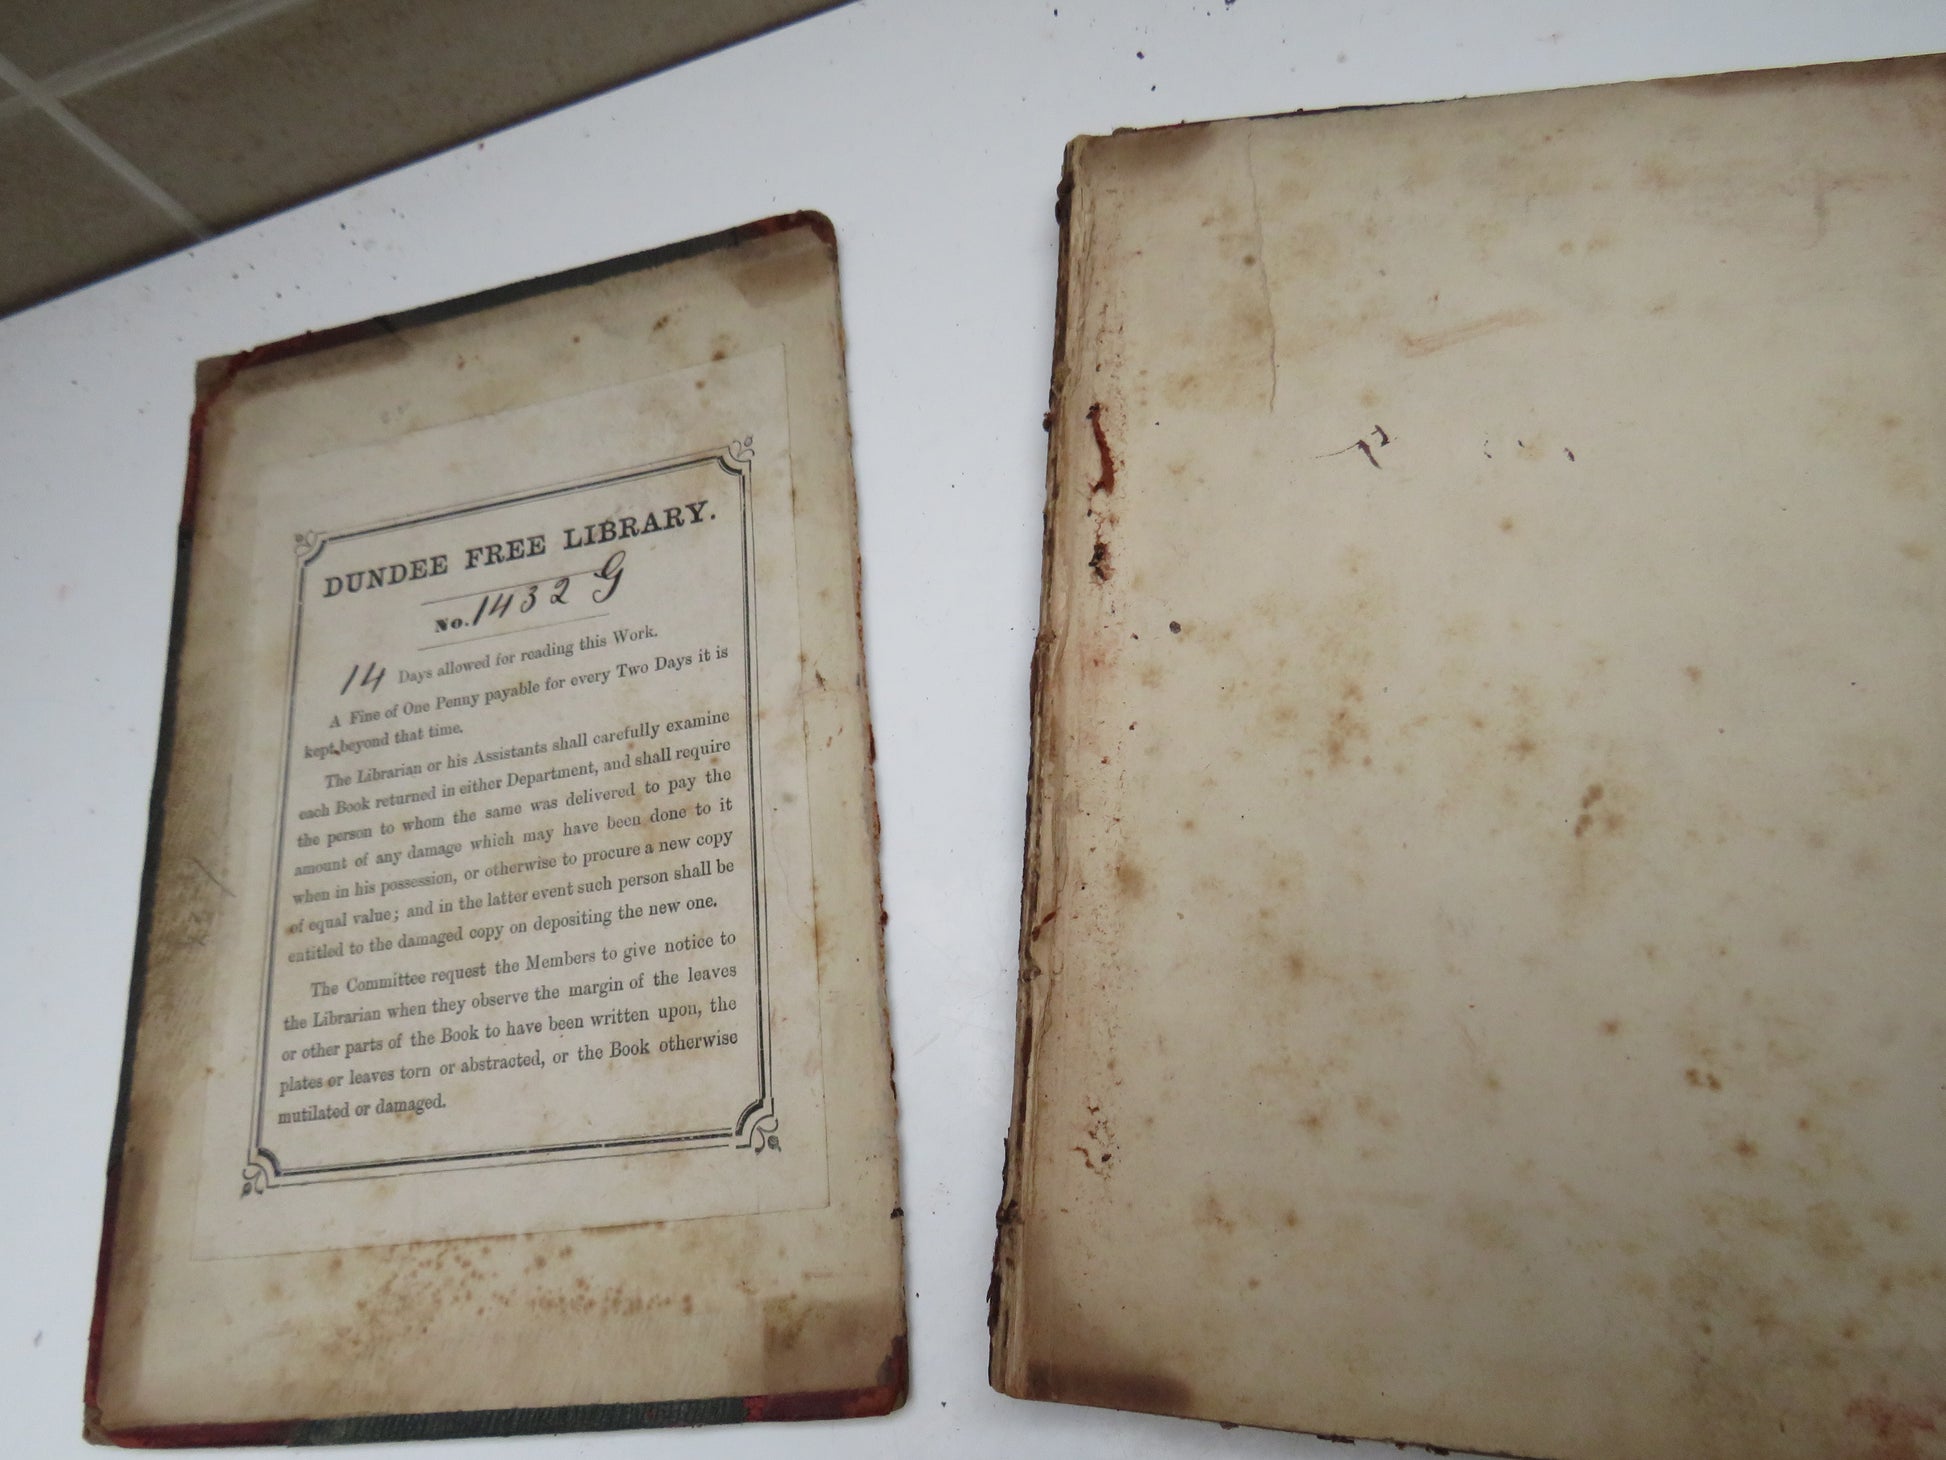 DUNDEE FREE LIBRARY.
No. 1432 G
14 Days allowed for reading this Work.
A Fine of One Penny payable for every Two Days it is
kept beyond that time.
The Librarian or his Assistants shall carefully examine
each Book returned in either Department, and shall require
the person to whom the same was delivered to pay the
amount of any damage which may have been done to it
when in his possession, or otherwise to procure a new copy
of equal value; and in the latter event such person shall be
entitled to the damaged copy on depositing the new one.
The Committee request the Members to give notice to
the Librarian when they observe the margin of the leaves
or other parts of the Book to have been written upon, the
plates or leaves torn or abstracted, or the Book otherwise
mutilated or damaged.